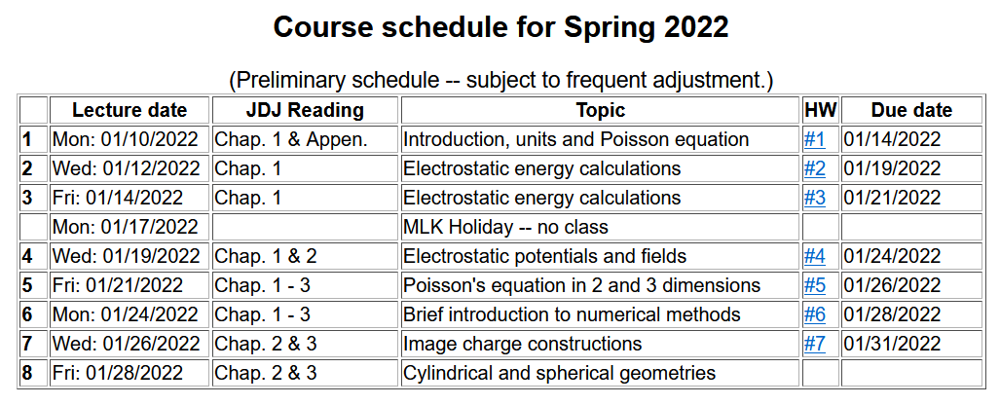 Course schedule for Spring 2022
(Preliminary schedule -- subject to frequent adjustment.)
Lecture date JDJ Reading Topic HW Due date
1 Mon: 01/10/2022 Chap. 1 & Appen. Introduction, units and Poisson equation #1 01/14/2022
2 Wed: 01/12/2022 Chap. 1 Electrostatic energy calculations #2 01/19/2022
3 Fri: 01/14/2022 Chap. 1 Electrostatic energy calculations #3 01/21/2022
Mon: 01/17/2022 MLK Holiday -- no class
4 Wed: 01/19/2022 Chap. 1 & 2 Electrostatic potentials and fields #4 01/24/2022
5 Fri: 01/21/2022 Chap. 1 - 3 Poisson's equation in 2 and 3 dimensions #5 01/26/2022
6 Mon: 01/24/2022 Chap. 1 - 3 Brief introduction to numerical methods #6 01/28/2022
7 Wed: 01/26/2022 Chap. 2 & 3 Image charge constructions #7 01/31/2022
8 Fri: 01/28/2022 Chap. 2 & 3 Cylindrical and spherical geometries